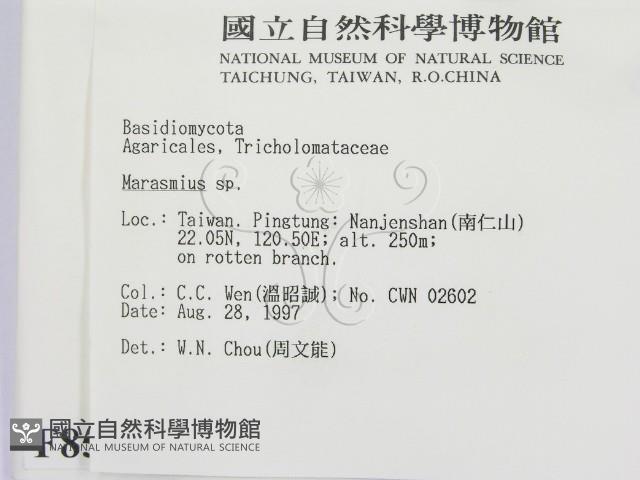 國立自然科學博物館
NATIONAL MUSEUM OF NATURAL SCIENCE
TAICHUNG, TAIWAN, R.O.CHINA
Basidiomycota
Agaricales, Tricholomataceae
Marasmius sp.
Loc.: Taiwan. Pingtung: Nanjenshan(南仁山)
22.05N, 120.50E; alt. 250m;
on rotten branch.
Col.: C.C. Wen(溫昭誠); No. CWN 02602
Date: Aug. 28, 1997
Det.: W.N. Chou(周文能)
國立自然科學博物館
NATIONAL MUSEUM OF NATURAL SCIENCE